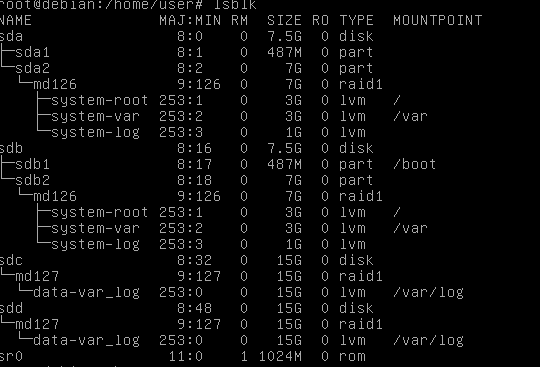 root@debian:/home/user# lsblk
NAME MAJ:MIN RM SIZE RO TYPE MOUNTPOINT
sda 8:0 0 7.5G 0 disk
├─sda1 8:1 0 487M 0 part
└─sda2 8:2 0 7G 0 part
└─md126 9:126 0 7G 0 raid1
├─system-root 253:1 0 3G 0 lvm /
├─system-var 253:2 0 3G 0 lvm /var
└─system-log 253:3 0 1G 0 lvm
sdb 8:16 0 7.5G 0 disk
├─sdb1 8:17 0 487M 0 part /boot
└─sdb2 8:18 0 7G 0 part
└─md126 9:126 0 7G 0 raid1
├─system-root 253:1 0 3G 0 lvm /
├─system-var 253:2 0 3G 0 lvm /var
└─system-log 253:3 0 1G 0 lvm
sdc 8:32 0 15G 0 disk
└─md127 9:127 0 15G 0 raid1
└─data-var_log 253:0 0 15G 0 lvm /var/log
sdd 8:48 0 15G 0 disk
└─md127 9:127 0 15G 0 raid1
└─data-var_log 253:0 0 15G 0 lvm /var/log
sr0 11:0 1 1024M 0 rom